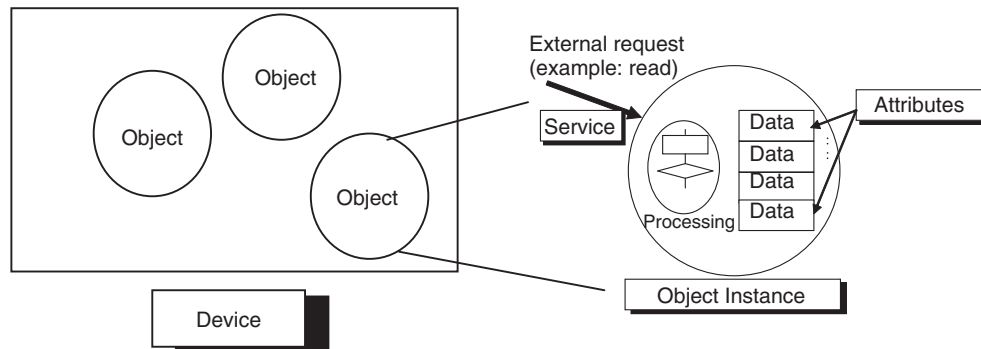 Object
Object
Object
Device
External request
(example: read)
Service
Attributes
Data
Data
Data
Data
Processing
Object Instance